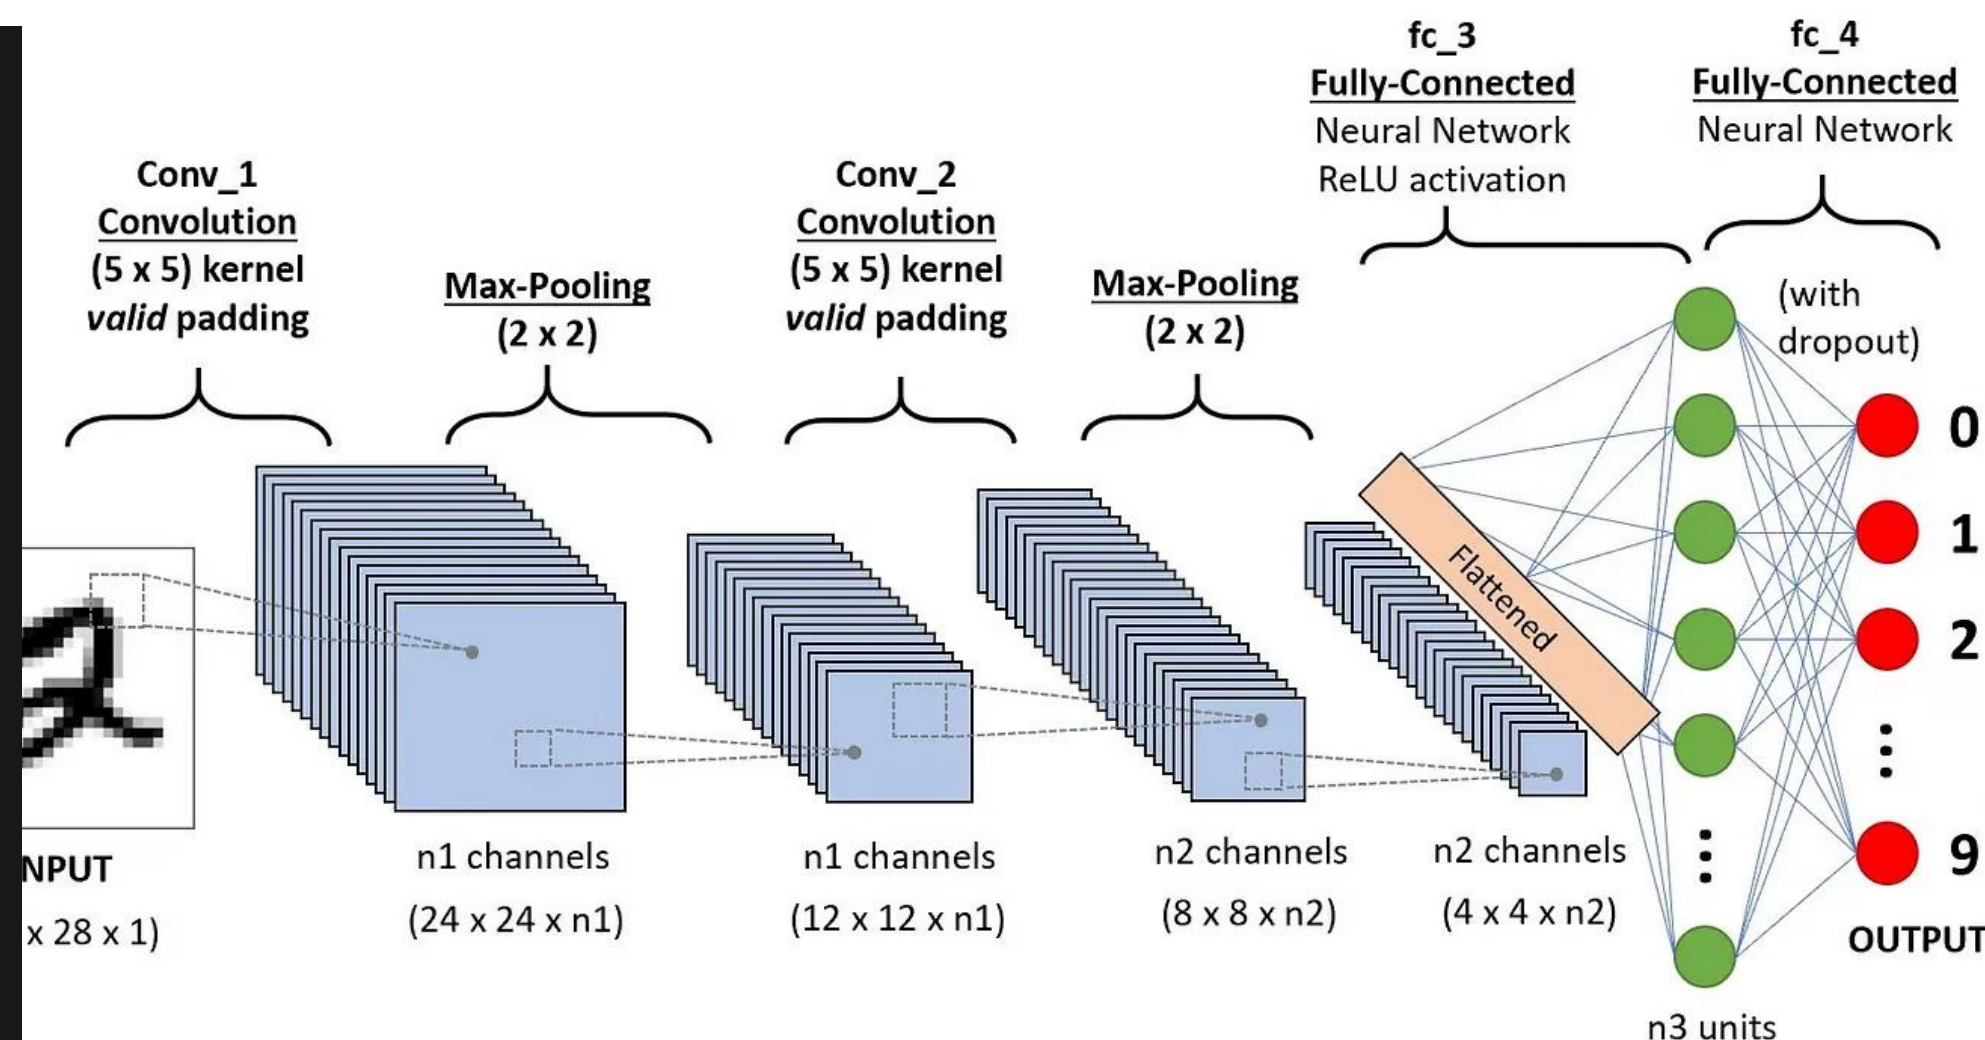 Conv_1
Convolution
(5 x 5) kernel
valid padding
Max-Pooling
(2 x 2)
Conv_2
Convolution
(5 x 5) kernel
valid padding
Max-Pooling
(2 x 2)
fc_3
Fully-Connected
Neural Network
ReLU activation
fc_4
Fully-Connected
Neural Network
(with
dropout)
Flattened
0
1
2
9
NPUT
x 28 x 1)
n1 channels
(24 x 24 x n1)
n1 channels
(12 x 12 x n1)
n2 channels
(8 x 8 x n2)
n2 channels
(4 x 4 x n2)
OUTPUT
n3 units